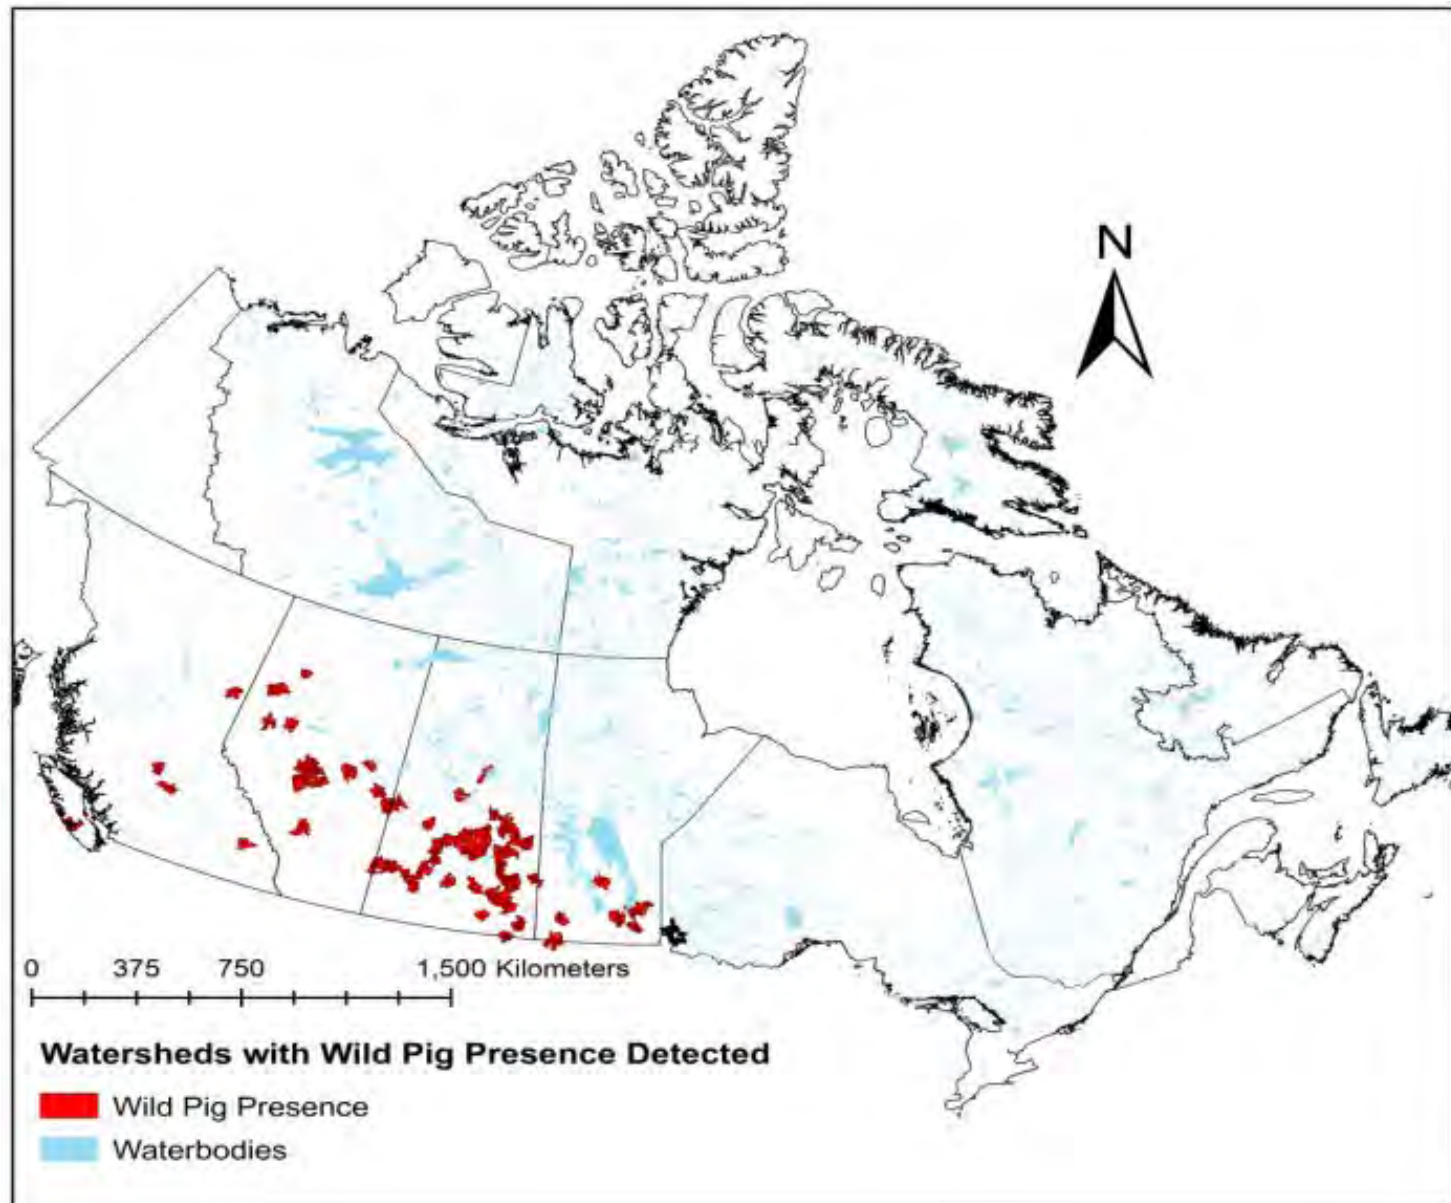 N
0 375 750 1,500 Kilometers
Watersheds with Wild Pig Presence Detected
Wild Pig Presence
Waterbodies